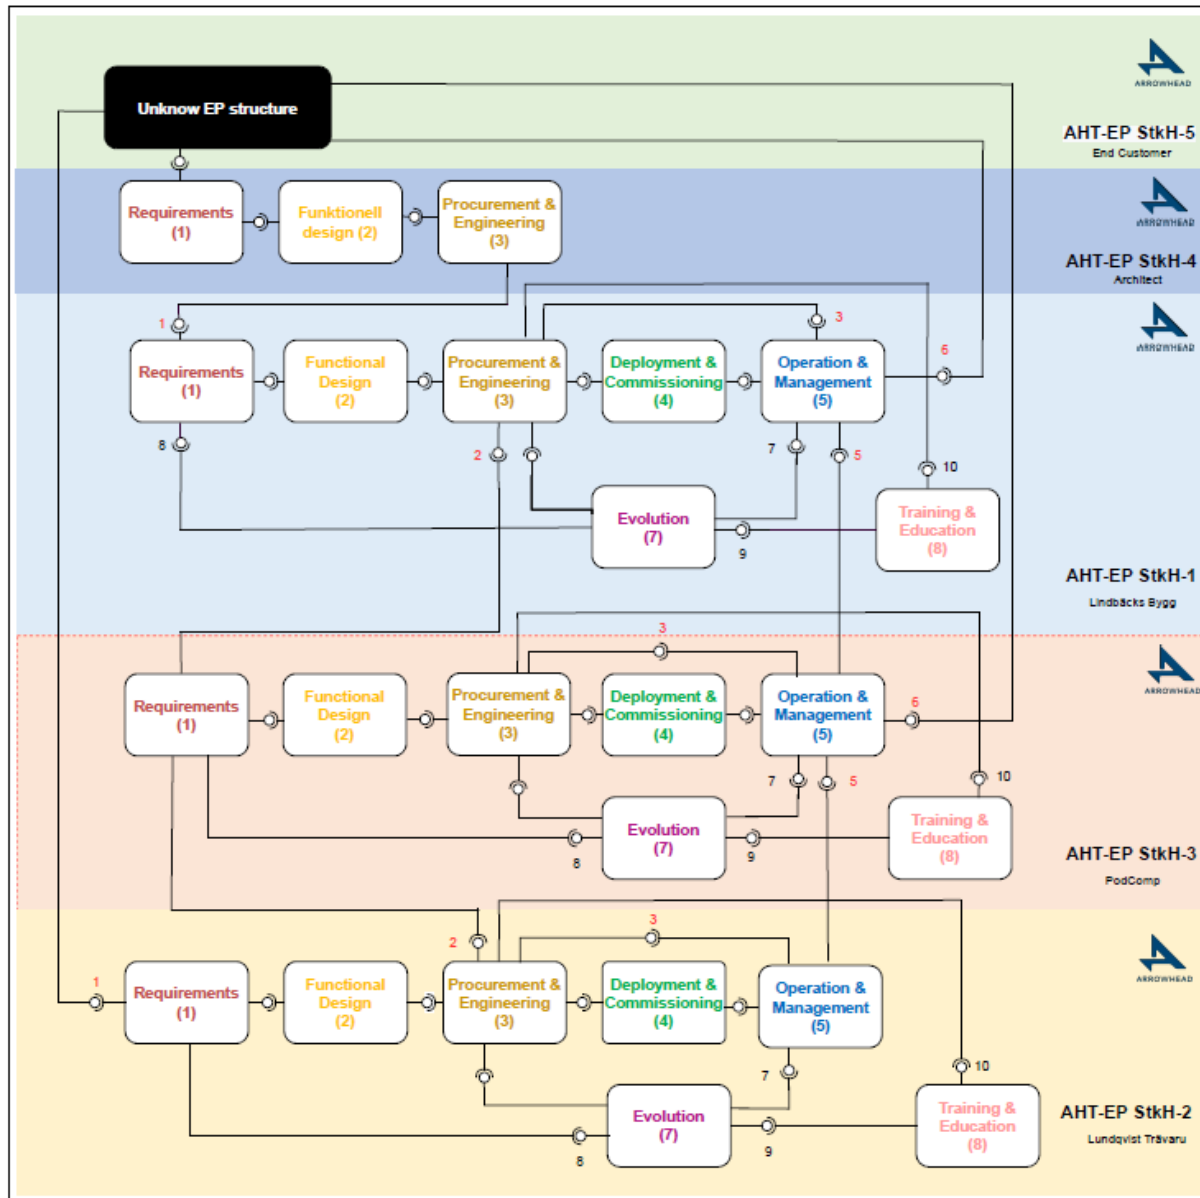 ARROWHEAD
Unknow EP structure
AHT-EP StkH-5
End Customer
Requirements
(1)
Funktionell
design (2)
Procurement &
Engineering
(3)
ARROWHEAD
AHT-EP StkH-4
Architect
1
3
6
ARROWHEAD
Requirements
(1)
Functional
Design
(2)
Procurement &
Engineering
(3)
Deployment &
Commissioning
(4)
Operation &
Management
(5)
8
2
7
5
10
Evolution
(7)
9
Training &
Education
(8)
AHT-EP StkH-1
Lindbäcks Bygg
3
ARROWHEAD
Requirements
(1)
Functional
Design
(2)
Procurement &
Engineering
(3)
Deployment &
Commissioning
(4)
Operation &
Management
(5)
6
7
5
10
Evolution
(7)
8
9
Training &
Education
(8)
AHT-EP StkH-3
PodComp
2
3
ARROWHEAD
1
Requirements
(1)
Functional
Design
(2)
Procurement &
Engineering
(3)
Deployment &
Commissioning
(4)
Operation &
Management
(5)
7
10
Evolution
(7)
8
9
Training &
Education
(8)
AHT-EP StkH-2
Lundqvist Trävaru